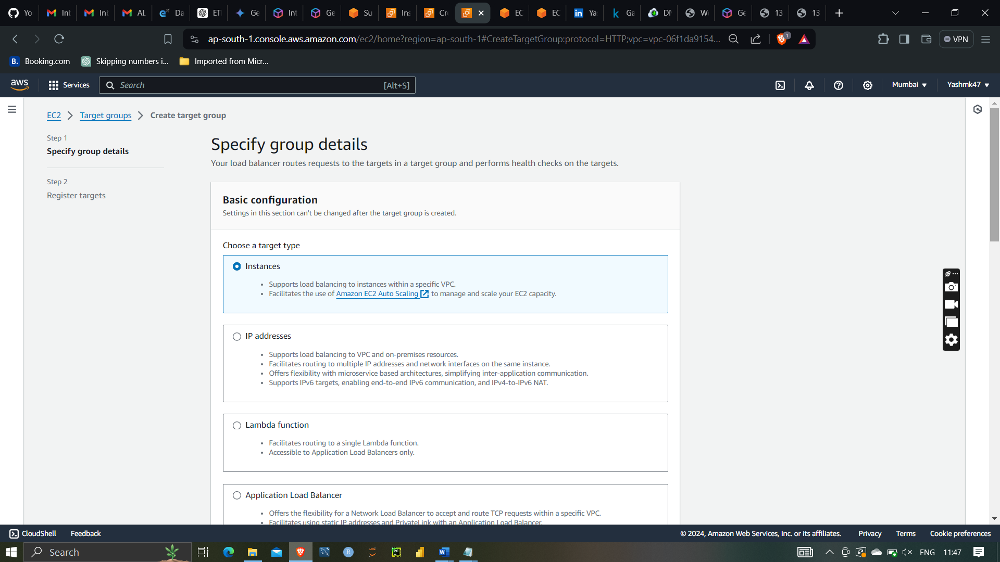 Yo
Inb
Inb
AL
Da
ET
Ge
Int
Ge
Su
Ins
Cr
EC
EC
Ya
Ga
DN
W
Ge
13
13
ap-south-1.console.aws.amazon.com/ec2/home?region=ap-south-1#CreateTargetGroup:protocol=HTTP;vpc=vpc-06f1da9154...
1
VPN
B. Booking.com
Skipping numbers i...
Imported from Micr...
aws
Services
Search
[Alt+S]
Mumbai
Yashmk47
EC2
Target groups
Create target group
Step 1
Specify group details
Step 2
Register targets
Specify group details
Your load balancer routes requests to the targets in a target group and performs health checks on the targets.
Basic configuration
Settings in this section can't be changed after the target group is created.
Choose a target type
Instances
Supports load balancing to instances within a specific VPC.
Facilitates the use of Amazon EC2 Auto Scaling to manage and scale your EC2 capacity.
IP addresses
Supports load balancing to VPC and on-premises resources.
Facilitates routing to multiple IP addresses and network interfaces on the same instance.
Offers flexibility with microservice based architectures, simplifying inter-application communication.
Supports IPv6 targets, enabling end-to-end IPv6 communication, and IPv4-to-IPv6 NAT.
Lambda function
Facilitates routing to a single Lambda function.
Accessible to Application Load Balancers only.
Application Load Balancer
Offers the flexibility for a Network Load Balancer to accept and route TCP requests within a specific VPC.
Facilitates using static IP addresses and PrivateLink with an Application Load Balancer.
CloudShell
Feedback
© 2024, Amazon Web Services, Inc. or its affiliates.
Privacy
Terms
Cookie preferences
Search
ENG
11:47